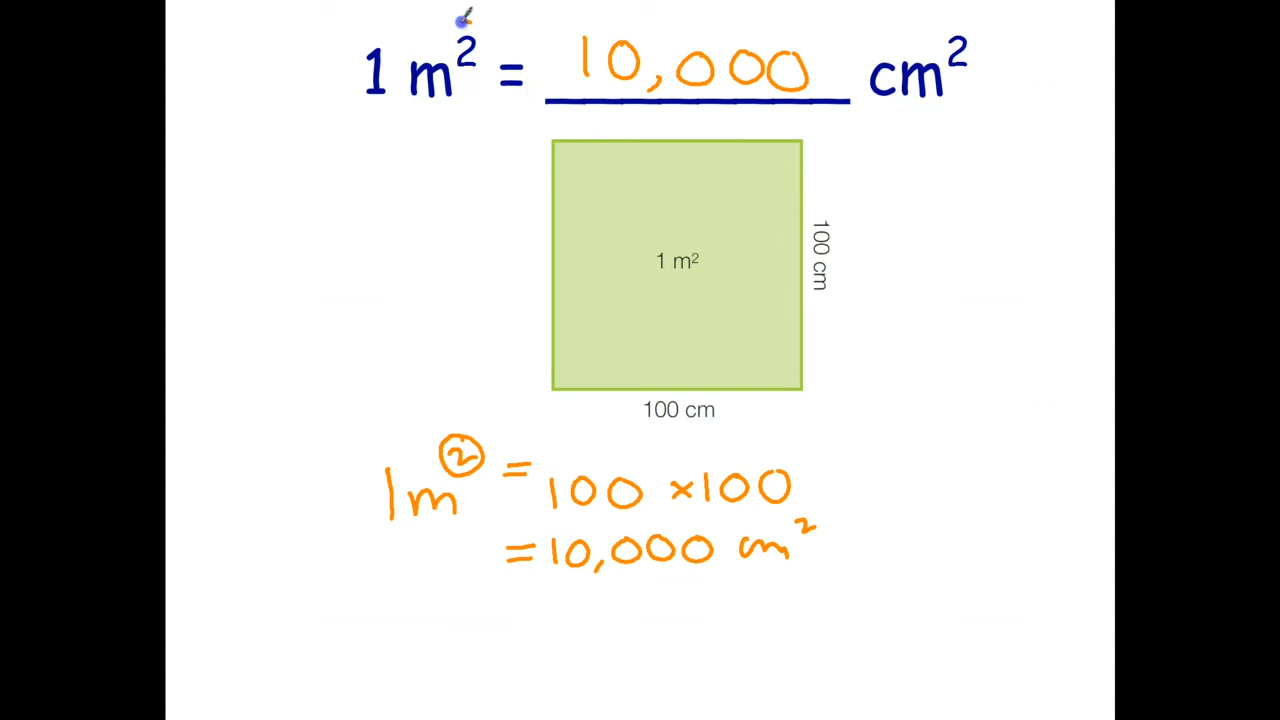 1 m² = 10,000 cm²
1 m²
100 cm
100 cm
1m² = 100 × 100
= 10,000 cm²